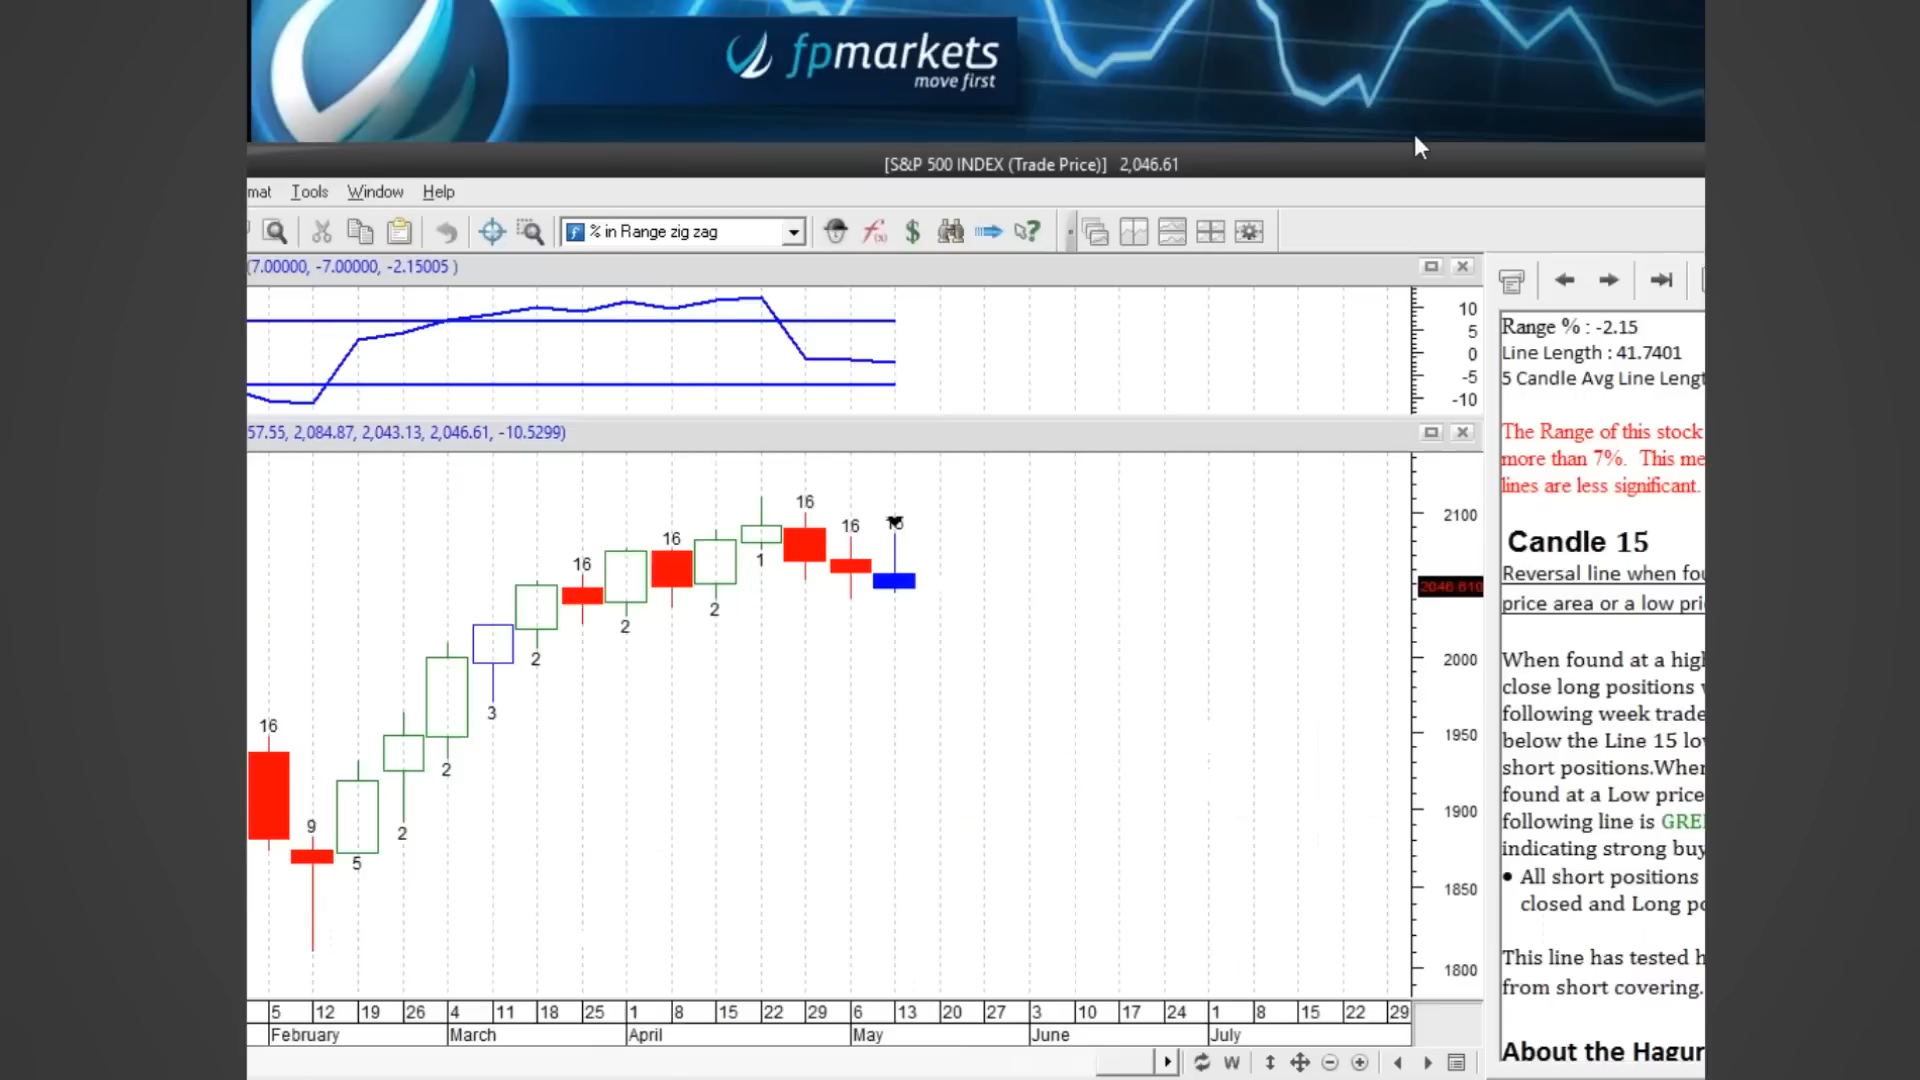 fpmarkets
move first
[S&P 500 INDEX (Trade Price)] 2,046.61
mat Tools Window Help
% in Range zig zag
(7.00000, -7.00000, -2.15005 )
10
5
0
-5
-10
57.55, 2,084.87, 2,043.13, 2,046.61, -10.5299)
16
9
5
2
2
3
2
16
2
16
2
1
16
16
2100
2000
1950
1900
1850
1800
5 12 19 26 4 11 18 25 1 8 15 22 29 6 13 20 27 3 10 17 24 1 8 15 22 29
February March April May June July
W
Range % : -2.15
Line Length : 41.7401
5 Candle Avg Line Lengt
The Range of this stock
more than 7%. This me
lines are less significant.
Candle 15
Reversal line when fou
price area or a low pri
When found at a high
close long positions
following week trade
below the Line 15 lo
short positions.When
found at a Low price
following line is GREE
indicating strong buy
• All short positions
closed and Long po
This line has tested h
from short covering.
About the Hagur